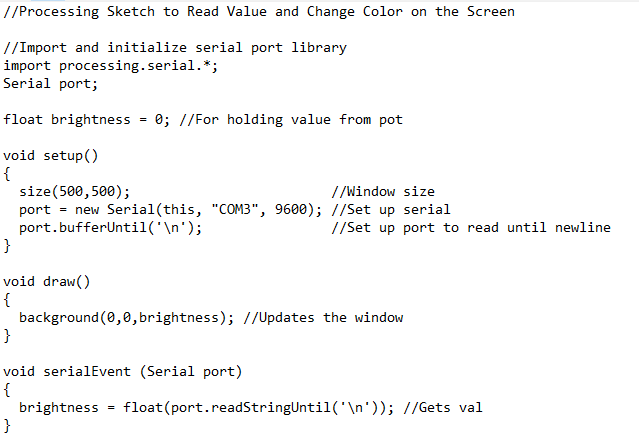 //Processing Sketch to Read Value and Change Color on the Screen

//Import and initialize serial port library
import processing.serial.*;
Serial port;

float brightness = 0; //For holding value from pot

void setup()
{
  size(500,500);                         //Window size
  port = new Serial(this, "COM3", 9600); //Set up serial
  port.bufferUntil('\n');                //Set up port to read until newline
}

void draw()
{
  background(0,0,brightness); //Updates the window
}

void serialEvent (Serial port)
{
  brightness = float(port.readStringUntil('\n')); //Gets val
}